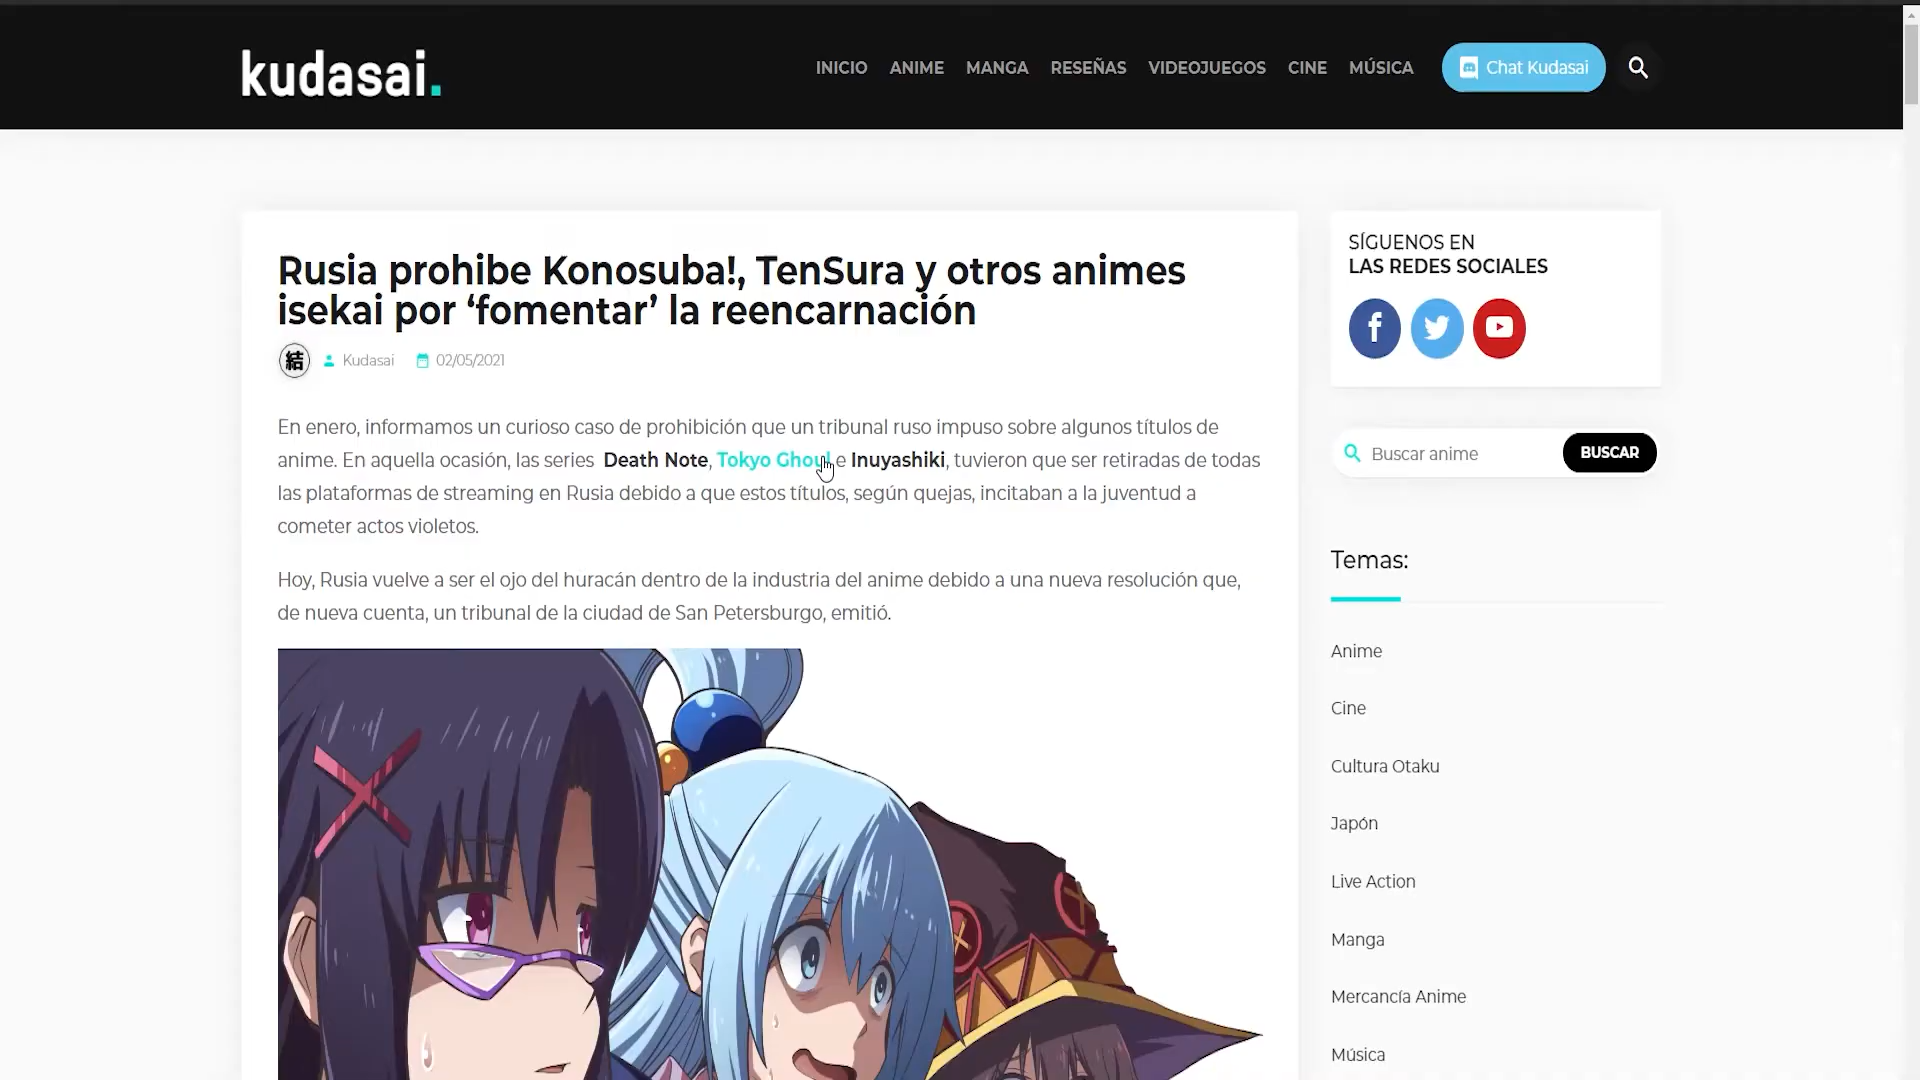 kudasai.
INICIO ANIME MANGA RESEÑAS VIDEOJUEGOS CINE MÚSICA Chat Kudasai
Rusia prohibe Konosuba!, TenSura y otros animes
isekai por ‘fomentar’ la reencarnación
結 Kudasai 02/05/2021
En enero, informamos un curioso caso de prohibición que un tribunal ruso impuso sobre algunos títulos de
anime. En aquella ocasión, las series Death Note, Tokyo Ghoul e Inuyashiki, tuvieron que ser retiradas de todas
las plataformas de streaming en Rusia debido a que estos títulos, según quejas, incitaban a la juventud a
cometer actos violetos.
Hoy, Rusia vuelve a ser el ojo del huracán dentro de la industria del anime debido a una nueva resolución que,
de nueva cuenta, un tribunal de la ciudad de San Petersburgo, emitió.
SÍGUENOS EN
LAS REDES SOCIALES
Buscar anime BUSCAR
Temas:
Anime
Cine
Cultura Otaku
Japón
Live Action
Manga
Mercancía Anime
Música